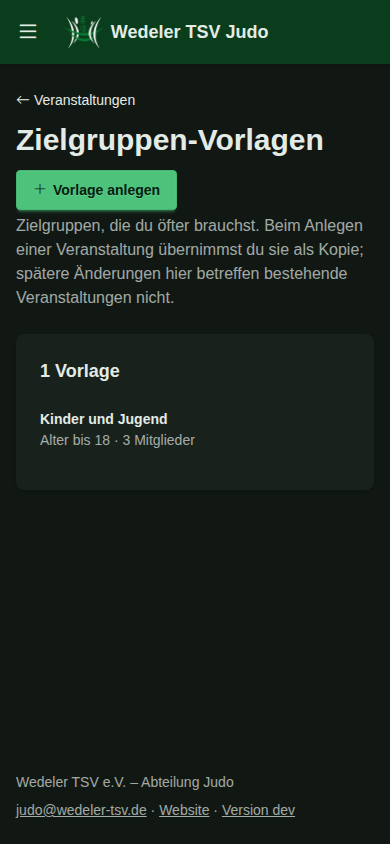 Wedeler TSV Judo
← Veranstaltungen
Zielgruppen-Vorlagen
+ Vorlage anlegen
Zielgruppen, die du öfter brauchst. Beim Anlegen
einer Veranstaltung übernimmst du sie als Kopie;
spätere Änderungen hier betreffen bestehende
Veranstaltungen nicht.
1 Vorlage
Kinder und Jugend
Alter bis 18 · 3 Mitglieder
Wedeler TSV e.V. – Abteilung Judo
judo@wedeler-tsv.de · Website · Version dev